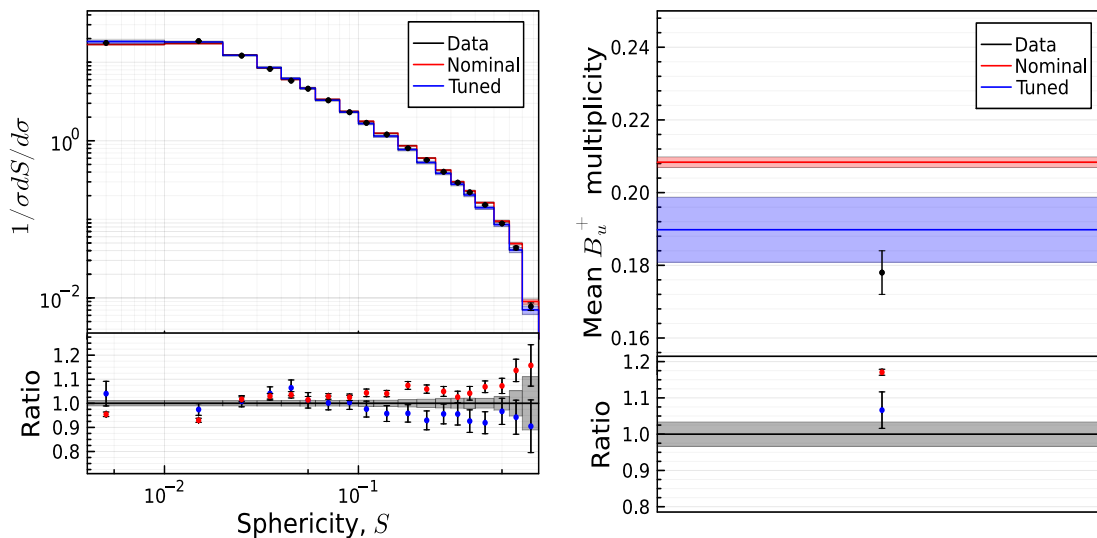 Data
Nominal
Tuned
10^0
10^{-2}
1/σdS/dσ
1.2
1.1
1.0
0.9
0.8
Ratio
10^{-2}
10^{-1}
Sphericity, S
Data
Nominal
Tuned
0.24
0.22
0.20
0.18
0.16
Mean B_u^+ multiplicity
1.2
1.1
1.0
0.9
0.8
Ratio